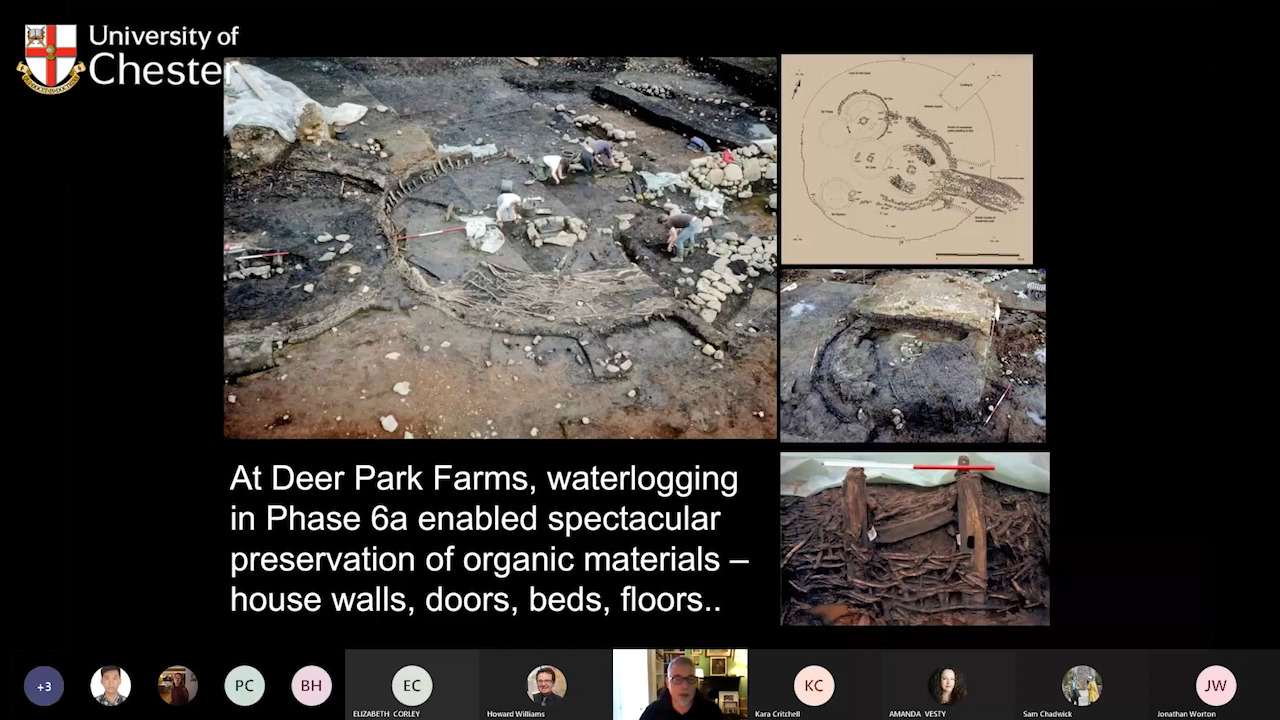 University of
Chester
At Deer Park Farms, waterlogging
in Phase 6a enabled spectacular
preservation of organic materials –
house walls, doors, beds, floors..
+3
PC
BH
EC
ELIZABETH CORLEY
Howard Williams
KC
Kara Critchell
AMANDA VESTY
Sam Chadwick
JW
Jonathan Worton